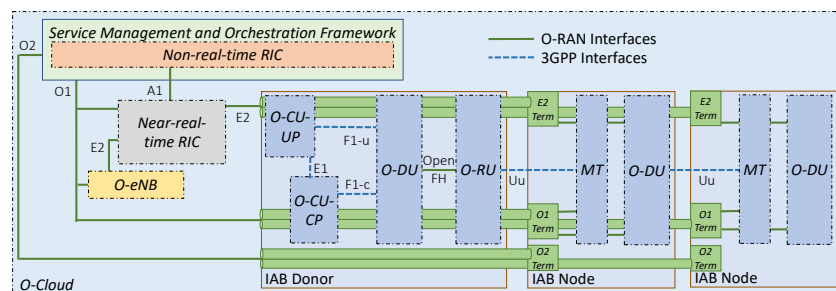 Service Management and Orchestration Framework
Non-real-time RIC
O-RAN Interfaces
3GPP Interfaces
O2
O1
A1
Near-real-
time RIC
E2
E2
O-eNB
O-CU-
UP
F1-u
E1
F1-c
O-CU-
CP
O-DU
Open
FH
O-RU
Uu
E2
Term
MT
O-DU
O1
Term
O2
Term
Uu
E2
Term
MT
O-DU
O1
Term
O2
Term
O-Cloud
IAB Donor
IAB Node
IAB Node